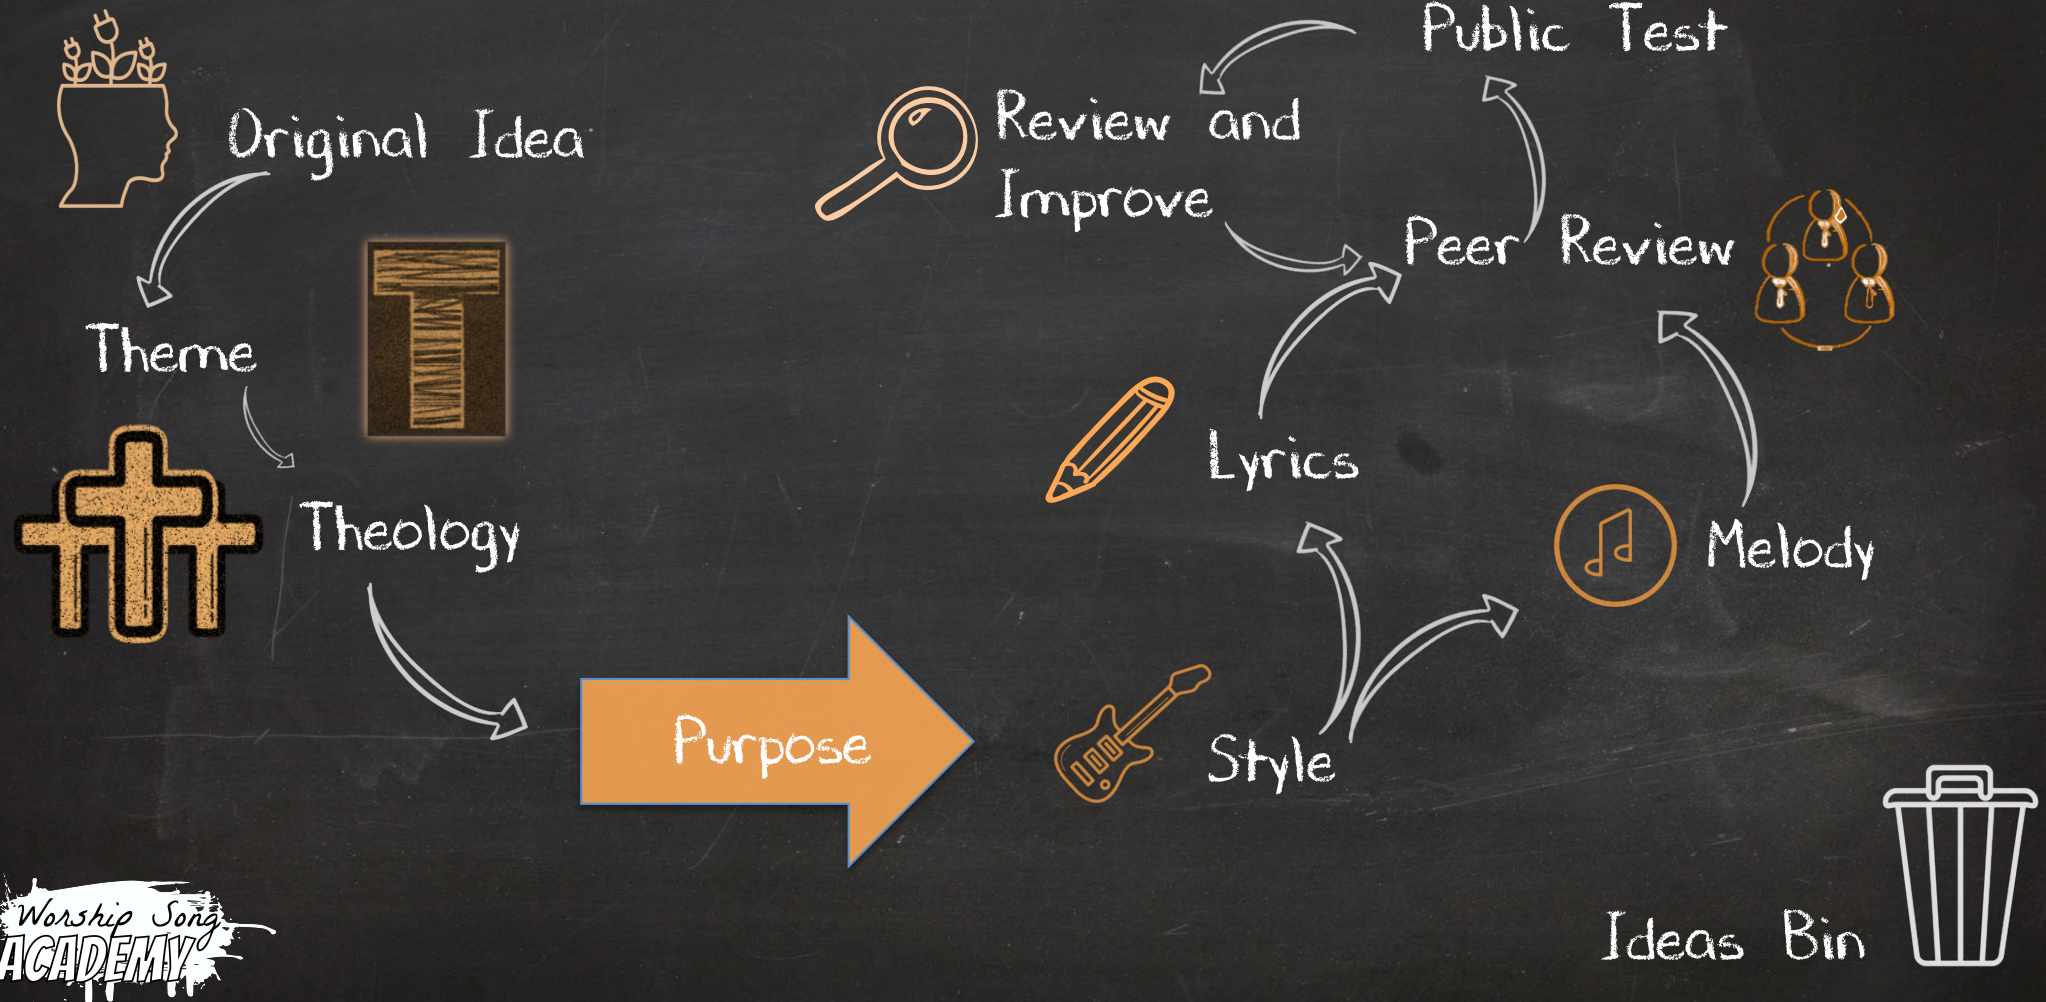 Original Idea
Theme
Theology
Purpose
Style
Lyrics
Melody
Peer Review
Public Test
Review and
Improve
Ideas Bin
Worship Song
ACADEMY